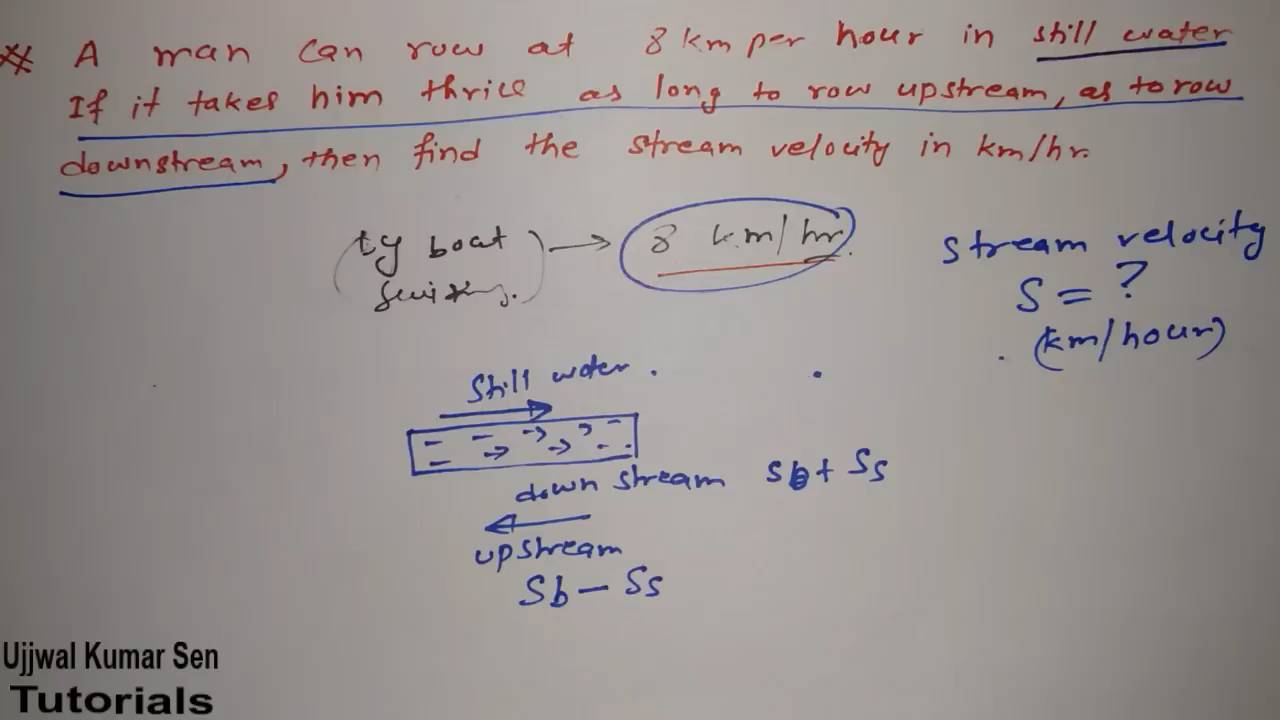 ** A man can row at 8 km per hour in still water
If it takes him thrice as long to row upstream, as to row
downstream, then find the stream velocity in km/hr.
boat → 8 km/hr.
stream velocity
S = ?
(km/hour)
Still water.
down stream Sb + Ss
upstream
Sb - Ss
Ujjwal Kumar Sen
Tutorials